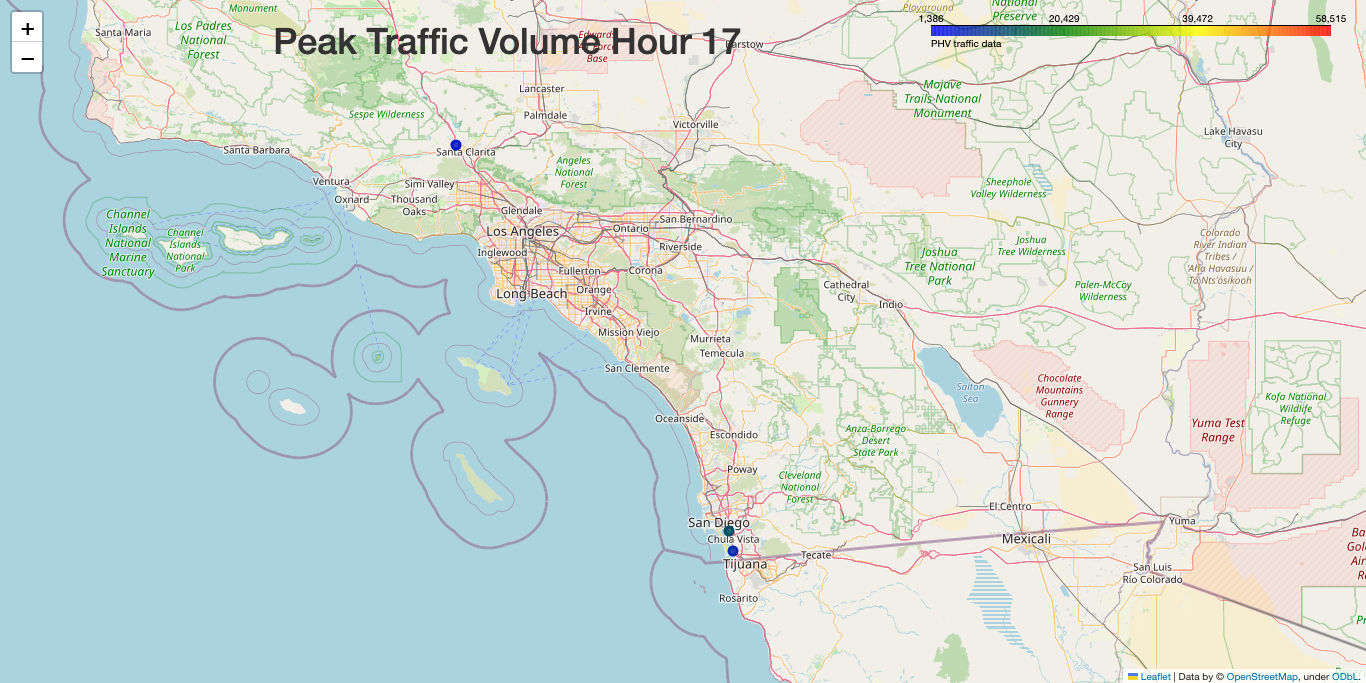 +
−
Peak Traffic Volume Hour 17
1,386 20,429 39,472 58,515
PHV traffic data
Monument
Playground
National
Preserve
Santa Maria
Los Padres
National
Forest
Edwards
Air Force
Base
Barstow
Lancaster
Palmdale
Sespe Wilderness
Victorville
Mojave
Trails National
Monument
Lake Havasu
City
Santa Barbara
Santa Clarita
Angeles
National
Forest
Sheephole
Valley Wilderness
Ventura
Simi Valley
Oxnard
Thousand
Oaks
Glendale
San Bernardino
Los Angeles
Ontario
Channel
Islands
National
Marine
Sanctuary
Channel
Islands
National
Park
Inglewood
Riverside
Fullerton
Corona
Joshua
Tree National
Park
Joshua
Tree Wilderness
Colorado
River Indian
Tribes /
'Aha Havasuu /
Long Beach
Orange
Irvine
Cathedral
City
Palen-McCoy
Wilderness
Indio
Mission Viejo
Murrieta
Temecula
San Clemente
Salton
Sea
Chocolate
Mountains
Gunnery
Range
Kofa National
Wildlife
Refuge
Yuma Test
Range
Oceanside
Escondido
Anza-Borrego
Desert
State Park
Poway
Cleveland
National
Forest
El Centro
San Diego
Yuma
Chula Vista
Mexicali
Tecate
Tijuana
San Luis
Río Colorado
Rosarito
Leaflet | Data by © OpenStreetMap, under ODbL.